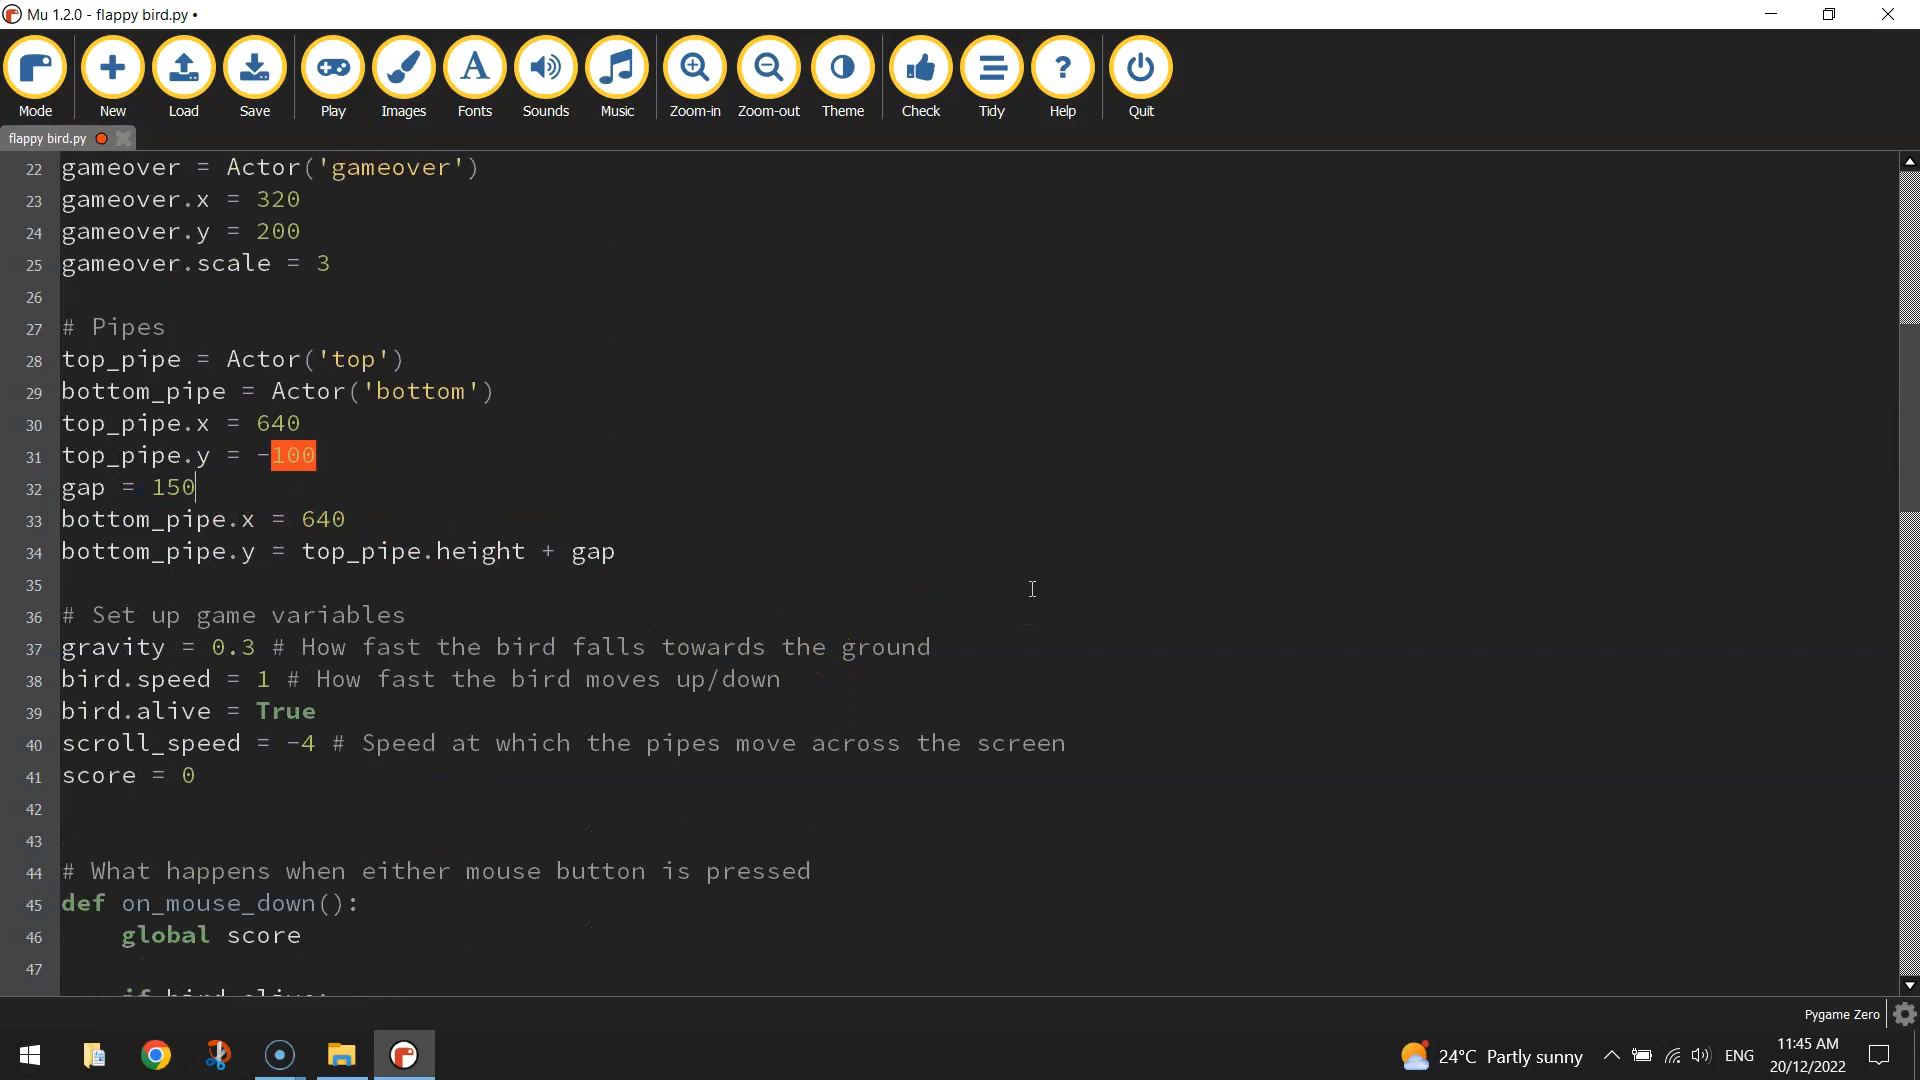 Mu 1.2.0 - flappy bird.py •
Mode New Load Save Play Images Fonts Sounds Music Zoom-in Zoom-out Theme Check Tidy Help Quit
flappy bird.py
22 gameover = Actor('gameover')
23 gameover.x = 320
24 gameover.y = 200
25 gameover.scale = 3
26
27 # Pipes
28 top_pipe = Actor('top')
29 bottom_pipe = Actor('bottom')
30 top_pipe.x = 640
31 top_pipe.y = -100
32 gap = 150
33 bottom_pipe.x = 640
34 bottom_pipe.y = top_pipe.height + gap
35
36 # Set up game variables
37 gravity = 0.3 # How fast the bird falls towards the ground
38 bird.speed = 1 # How fast the bird moves up/down
39 bird.alive = True
40 scroll_speed = -4 # Speed at which the pipes move across the screen
41 score = 0
42
43
44 # What happens when either mouse button is pressed
45 def on_mouse_down():
46 global score
47
if bird.alive:
Pygame Zero
24°C Partly sunny ENG 11:45 AM
20/12/2022